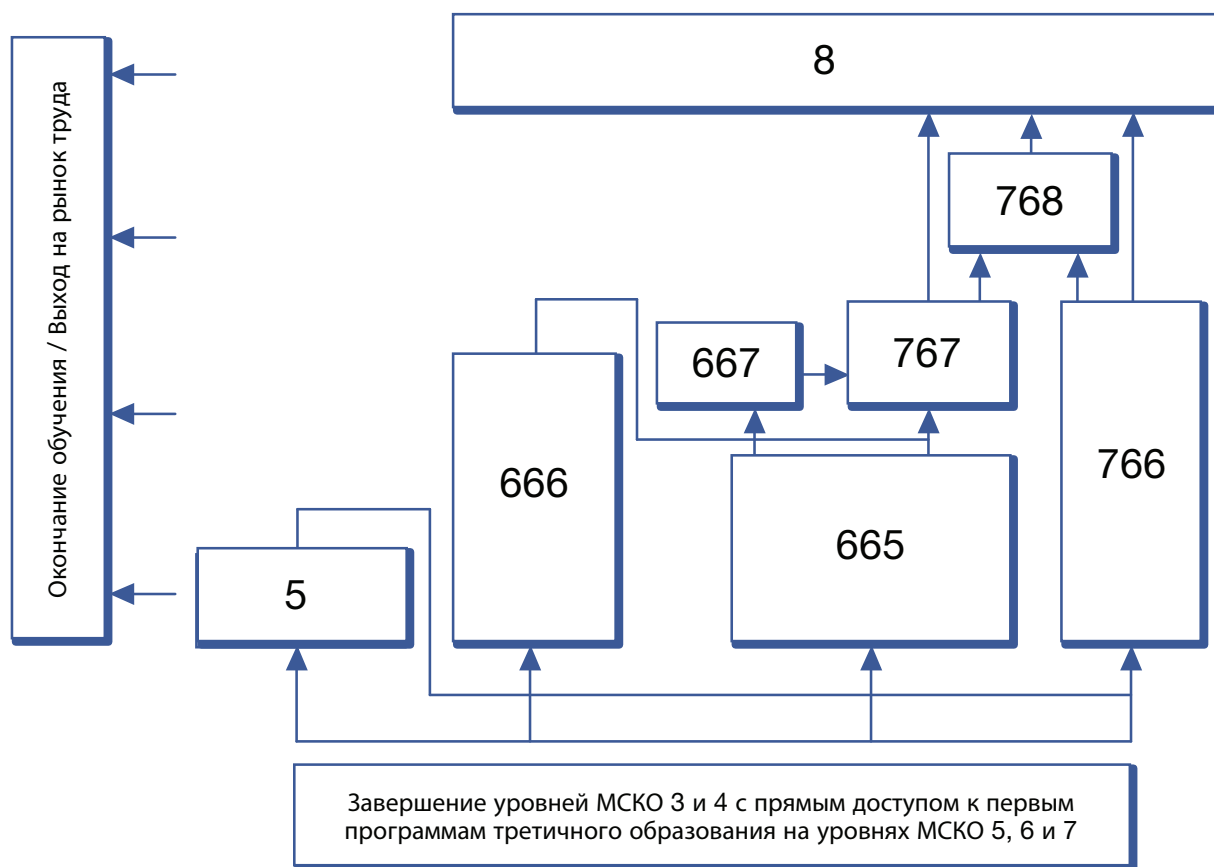 Окончание обучения / Выход на рынок труда
8
768
667
767
666
665
766
5
Завершение уровней МСКО 3 и 4 с прямым доступом к первым
программам третичного образования на уровнях МСКО 5, 6 и 7